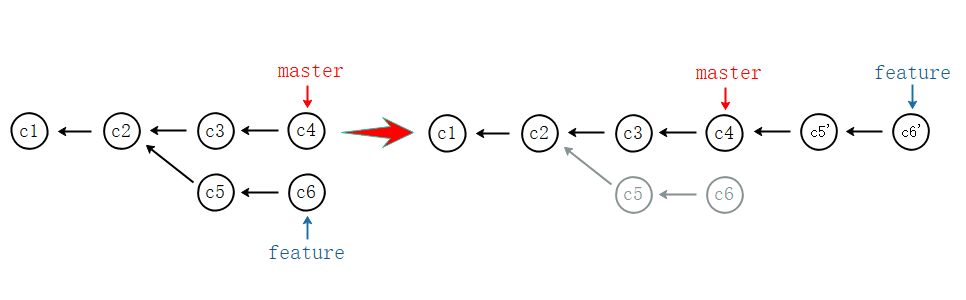 master
c1 c2 c3 c4
c5 c6
feature
master feature
c1 c2 c3 c4 c5' c6'
c5 c6